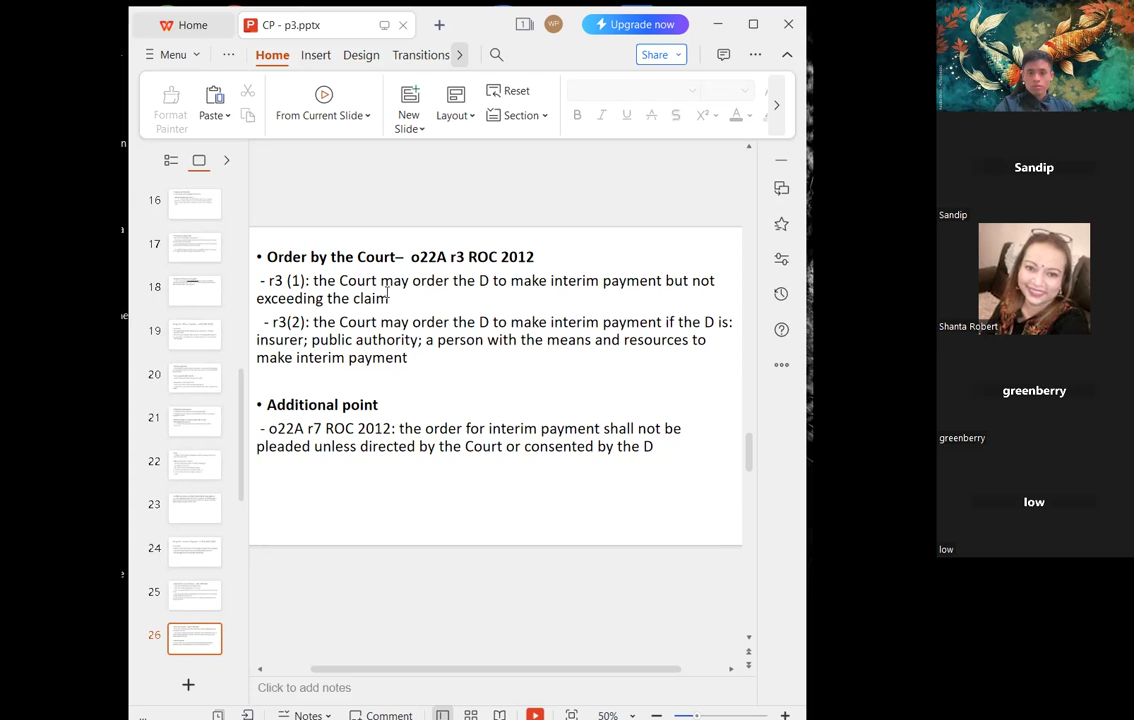 Home
CP - p3.pptx
1
WP
Upgrade now
Menu
Home
Insert
Design
Transitions
Share
Format
Painter
Paste
From Current Slide
New
Slide
Layout
Reset
Section
B I U A S X² A
16
17
18
19
20
21
22
23
24
25
26
• Order by the Court– o22A r3 ROC 2012
- r3 (1): the Court may order the D to make interim payment but not
exceeding the claim
- r3(2): the Court may order the D to make interim payment if the D is:
insurer; public authority; a person with the means and resources to
make interim payment
• Additional point
- o22A r7 ROC 2012: the order for interim payment shall not be
pleaded unless directed by the Court or consented by the D
Click to add notes
Notes
Comment
50%
Sandip
Sandip
Shanta Robert
greenberry
greenberry
low
low